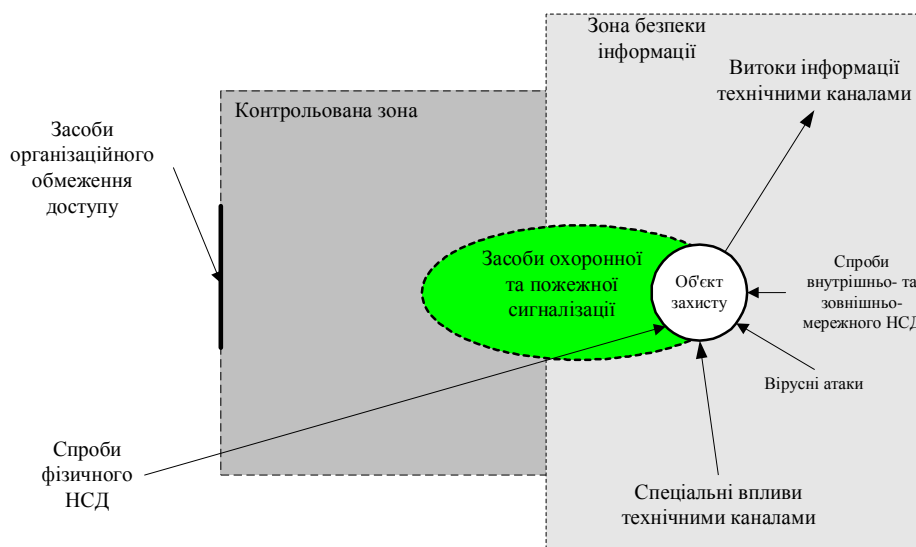 Зона безпеки
інформації
Витоки інформації
технічними каналами
Контрольована зона
Засоби
організаційного
обмеження
доступу
Засоби охоронної
та пожежної
сигналізації
Об'єкт
захисту
Спроби
внутрішньо- та
зовнішньо-
мережного НСД
Вірусні атаки
Спроби
фізичного
НСД
Спеціальні впливи
технічними каналами